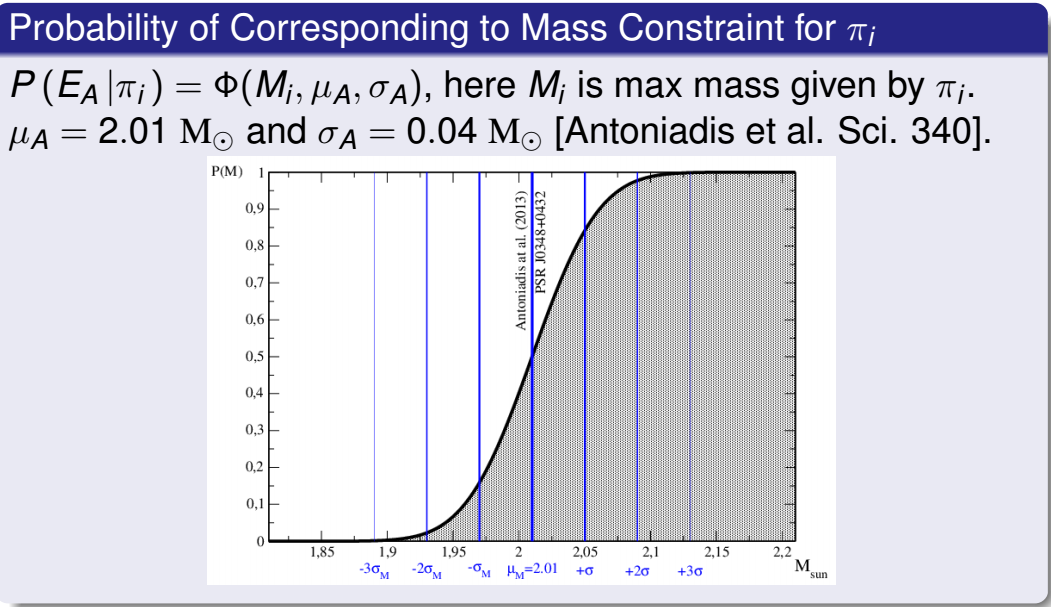 Probability of Corresponding to Mass Constraint for πᵢ
P (E_A|πᵢ) = Φ(Mᵢ, μ_A, σ_A), here Mᵢ is max mass given by πᵢ.
μ_A = 2.01 M⊙ and σ_A = 0.04 M⊙ [Antoniadis et al. Sci. 340].
P(M)
1
0,9
0,8
0,7
0,6
0,5
0,4
0,3
0,2
0,1
0
Antoniadis at al. (2013)
PSR J0348+0432
1,85 1,9 1,95 2 2,05 2,1 2,15 2,2
M_sun
-3σ_M -2σ_M -σ_M μ_M=2.01 +σ +2σ +3σ